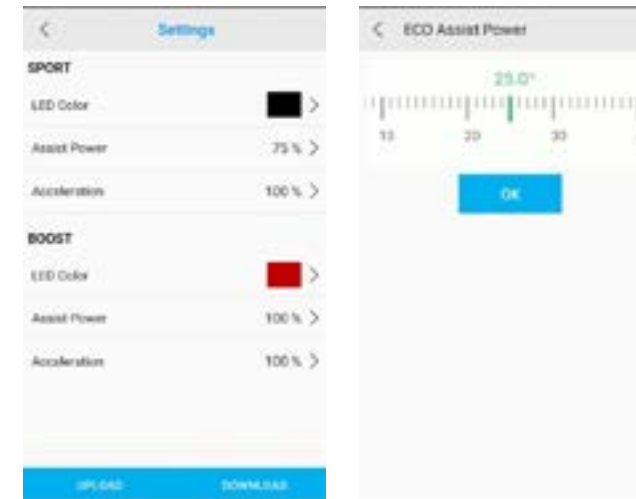 Settings
SPORT
LED Color
Assist Power 75 %
Acceleration 100 %
BOOST
LED Color
Assist Power 100 %
Acceleration 100 %
UPLOAD DOWNLOAD
ECO Assist Power
25.0
10 20 30
OK